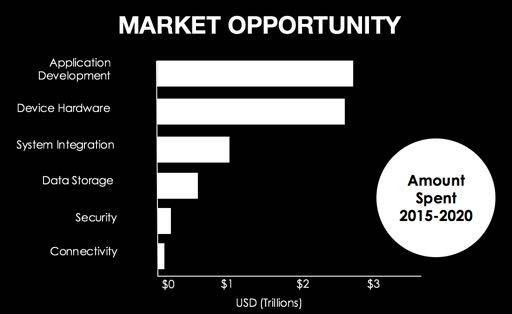 MARKET OPPORTUNITY
Application
Development
Device Hardware
System Integration
Data Storage
Security
Connectivity
Amount
Spent
2015-2020
$0 $1 $2 $3
USD (Trillions)